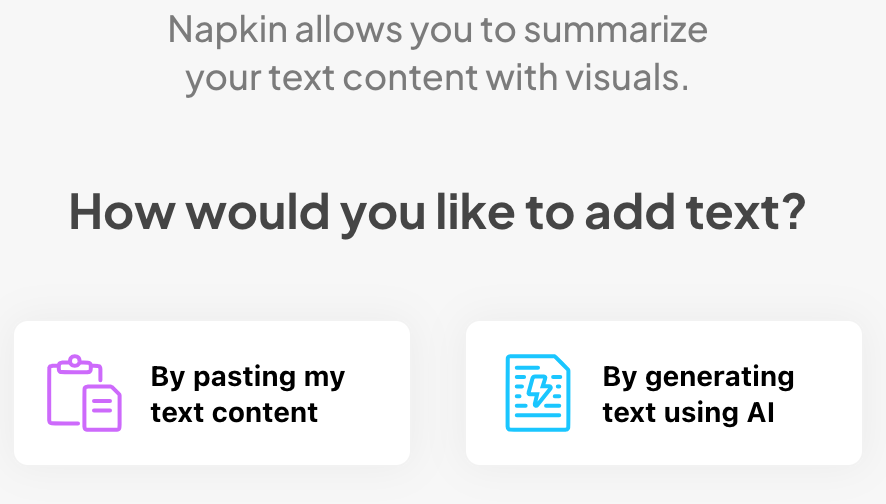 Napkin allows you to summarize
your text content with visuals.
How would you like to add text?
By pasting my
text content
By generating
text using AI